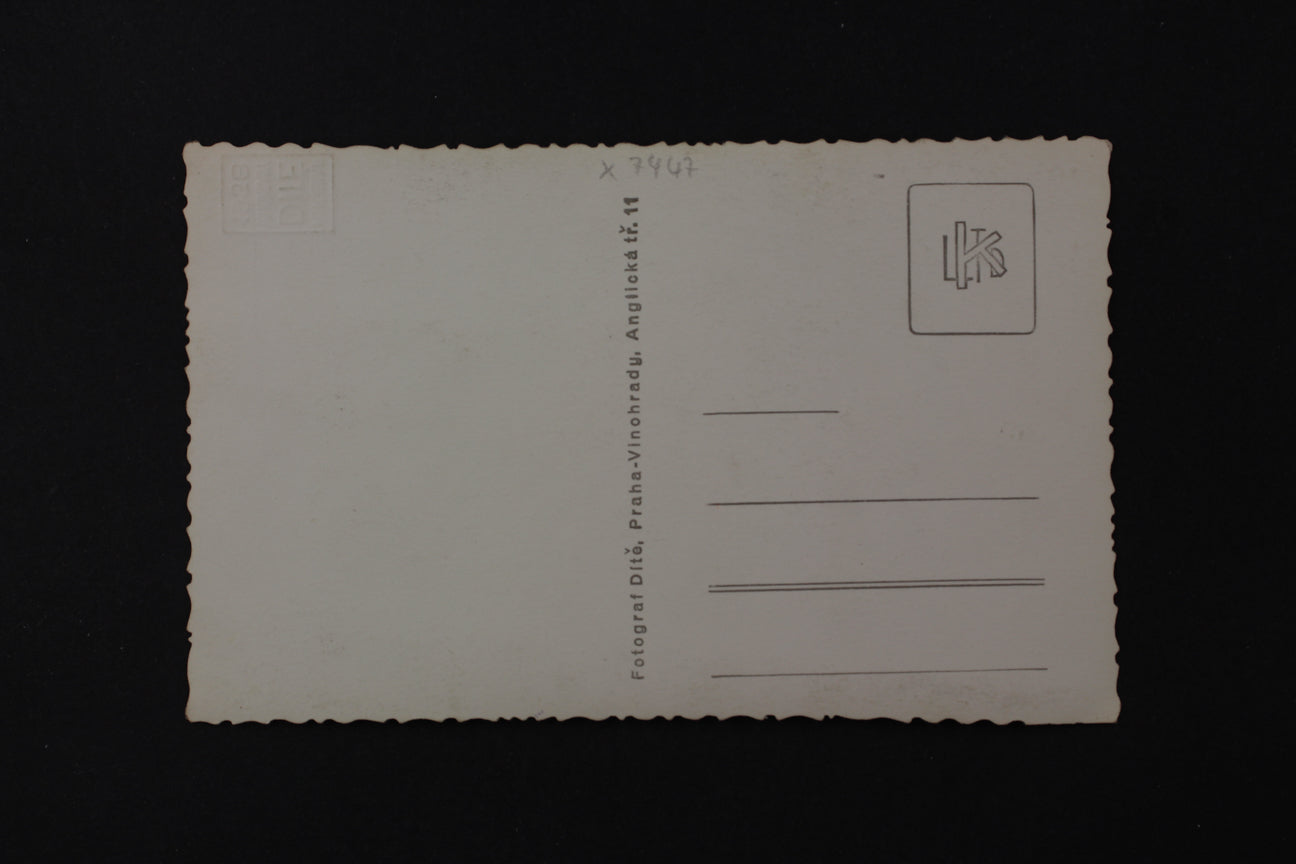 x 7447
Fotograf Dítě, Praha-Vinohrady, Anglická tř. 11